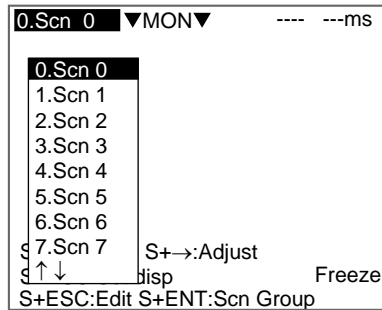 0.Scn 0 ▼MON▼ ---- ---ms
0.Scn 0
1.Scn 1
2.Scn 2
3.Scn 3
4.Scn 4
5.Scn 5
6.Scn 6
7.Scn 7
↑↓
S+→:Adjust
disp Freeze
S+ESC:Edit S+ENT:Scn Group